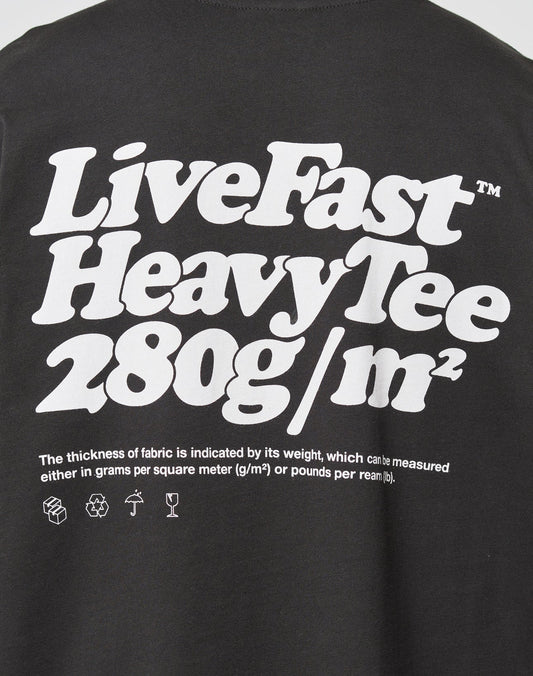 LiveFast™
HeavyTee
280g/m²
The thickness of fabric is indicated by its weight, which can be measured
either in grams per square meter (g/m²) or pounds per ream (lb).